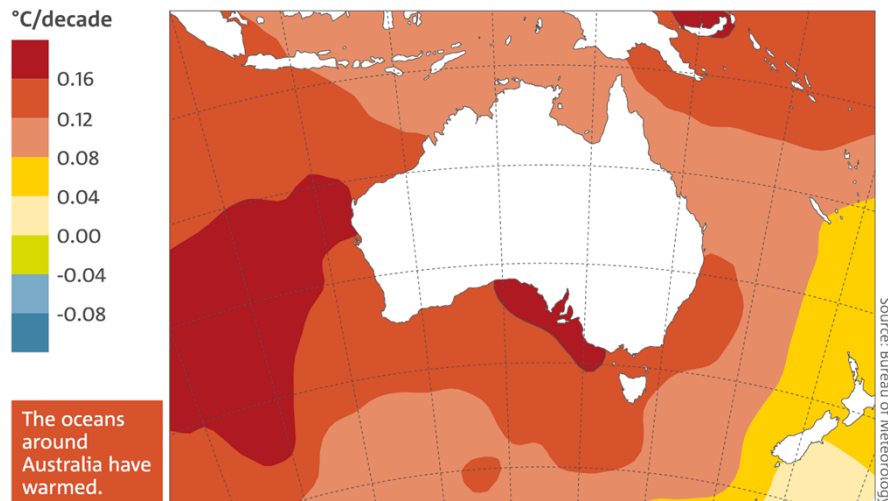 °C/decade
0.16
0.12
0.08
0.04
0.00
-0.04
-0.08
The oceans
around
Australia have
warmed.
Source: Bureau of Meteorology